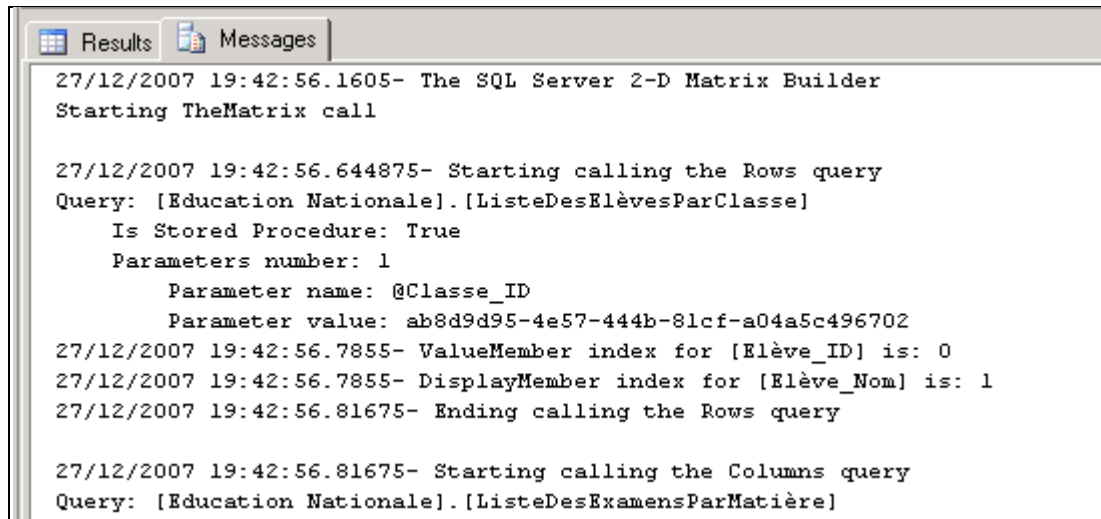 Results Messages
27/12/2007 19:42:56.1605- The SQL Server 2-D Matrix Builder
Starting TheMatrix call
27/12/2007 19:42:56.644875- Starting calling the Rows query
Query: [Education Nationale].[ListeDesElèvesParClasse]
Is Stored Procedure: True
Parameters number: 1
Parameter name: @Classe_ID
Parameter value: ab8d9d95-4e57-444b-81cf-a04a5c496702
27/12/2007 19:42:56.7855- ValueMember index for [Elève_ID] is: 0
27/12/2007 19:42:56.7855- DisplayMember index for [Elève_Nom] is: 1
27/12/2007 19:42:56.81675- Ending calling the Rows query
27/12/2007 19:42:56.81675- Starting calling the Columns query
Query: [Education Nationale].[ListeDesExamensParMatière]